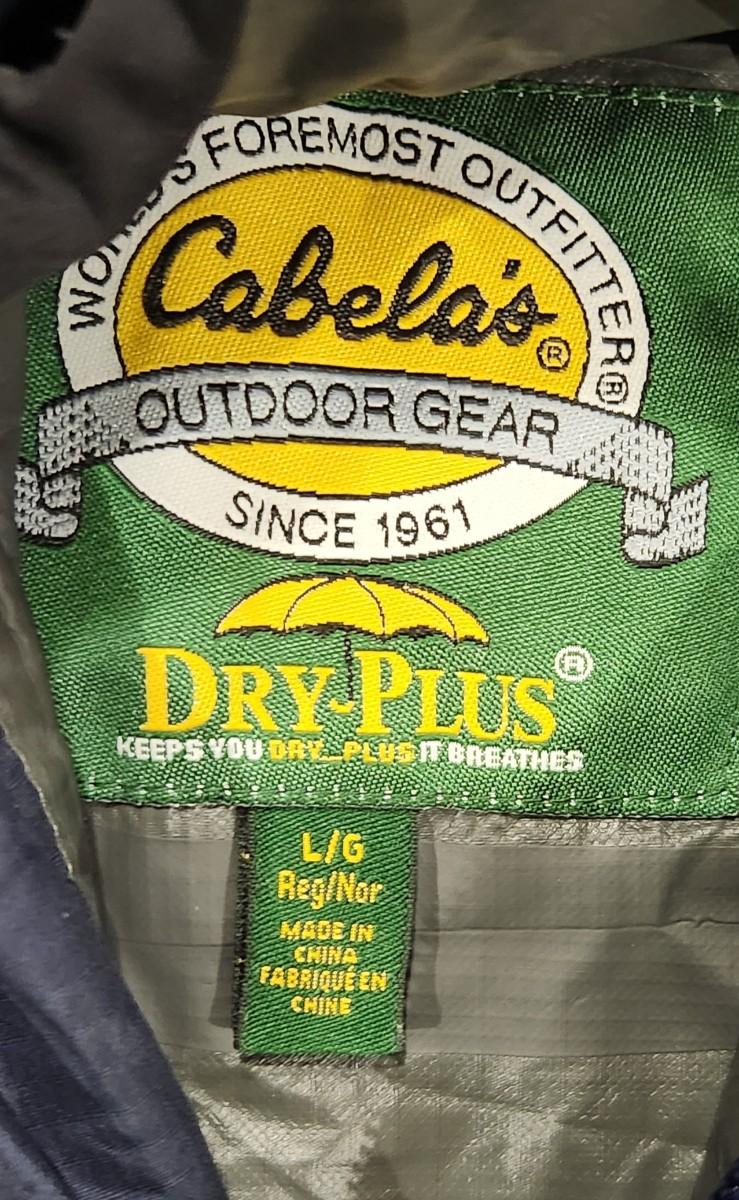 WORLD'S FOREMOST OUTFITTER®
Cabela's®
OUTDOOR GEAR
SINCE 1961
DRY-PLUS®
KEEPS YOU DRY...PLUS IT BREATHES
L/G
Reg/Nor
MADE IN
CHINA
FABRIQUÉ EN
CHINE